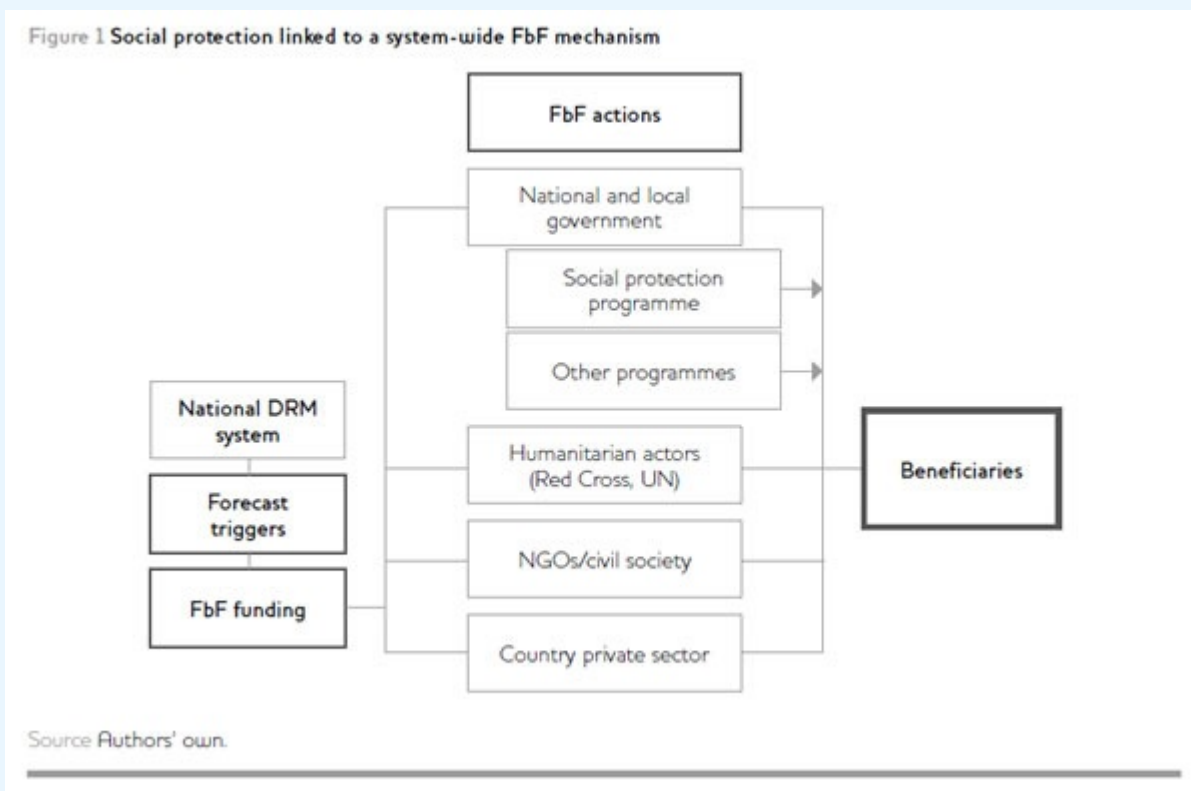 Figure 1 Social protection linked to a system-wide FbF mechanism
FbF actions
National and local
government
Social protection
programme
Other programmes
National DRM
system
Humanitarian actors
(Red Cross, UN)
Beneficiaries
Forecast
triggers
NGOs/civil society
FbF funding
Country private sector
Source Authors' own.